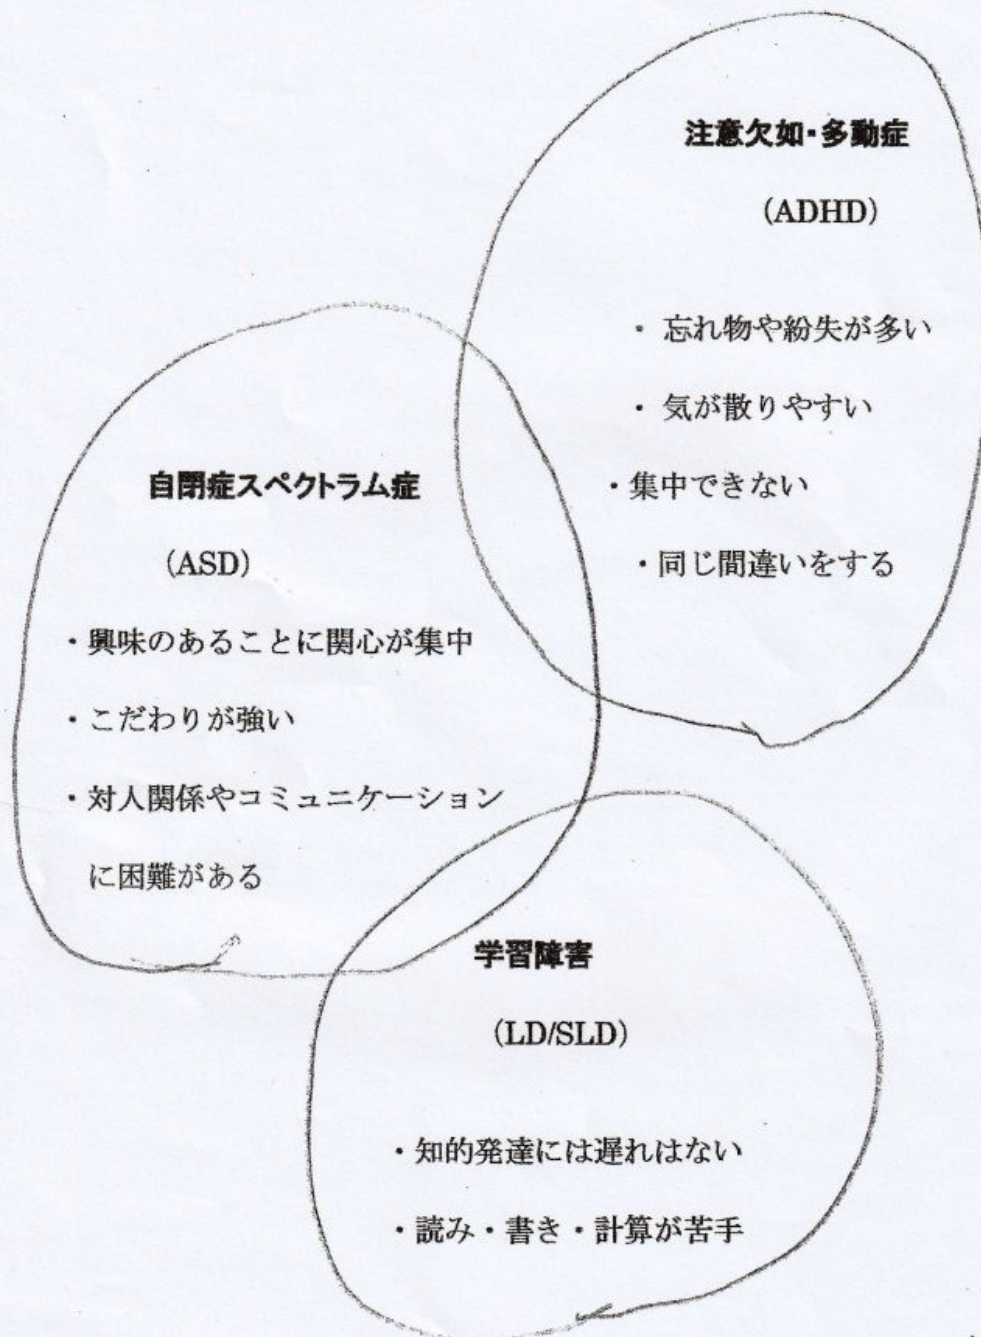 注意欠如・多動症
(ADHD)
・忘れ物や紛失が多い
・気が散りやすい
・集中できない
・同じ間違いをする
自閉症スペクトラム症
(ASD)
・興味のあることに関心が集中
・こだわりが強い
・対人関係やコミュニケーション
に困難がある
学習障害
(LD/SLD)
・知的発達には遅れはない
・読み・書き・計算が苦手